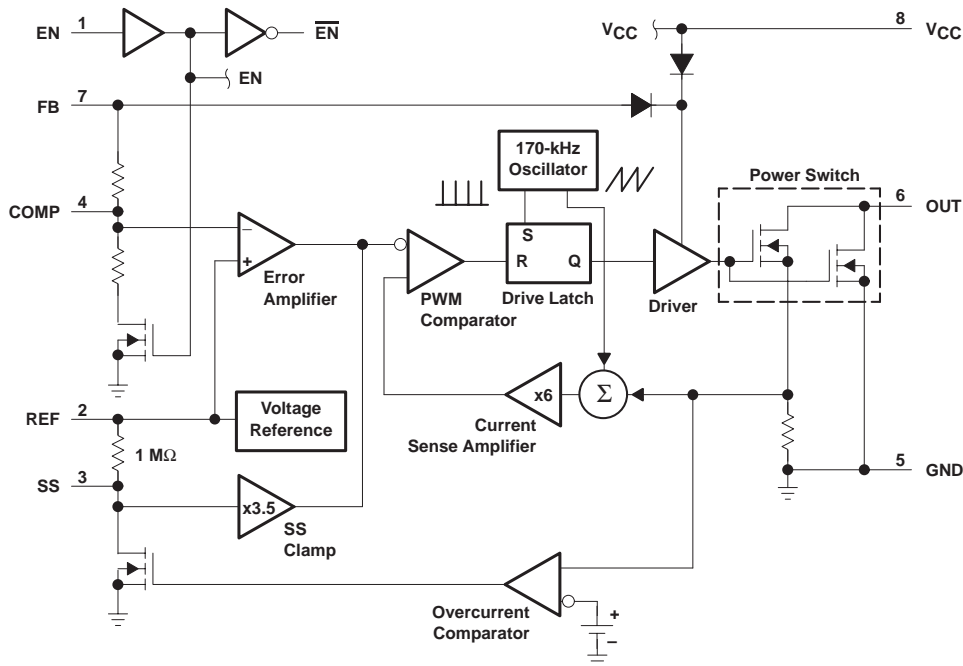 EN 1
EN
EN
7
FB
4
COMP
Error
Amplifier
–
+
PWM
Comparator
170-kHz
Oscillator
S
R Q
Drive Latch
Driver
VCC
8 VCC
Power Switch
6 OUT
x6
Current
Sense Amplifier
Σ
REF 2
Voltage
Reference
1 MΩ
SS 3
x3.5
SS
Clamp
5 GND
Overcurrent
Comparator
+
–